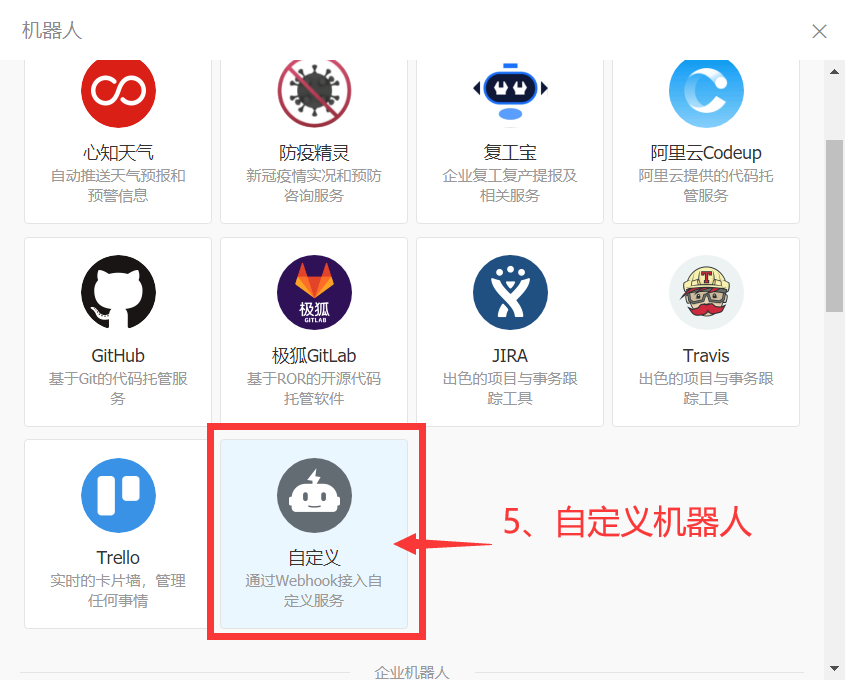 机器人
心知天气
自动推送天气预报和
预警信息
防疫精灵
新冠疫情实况和预防
咨询服务
复工宝
企业复工复产提报及
相关服务
阿里云Codeup
阿里云提供的代码托
管服务
GitHub
基于Git的代码托管服
务
极狐
GITLAB
极狐GitLab
基于ROR的开源代码
托管软件
JIRA
出色的项目与事务跟
踪工具
T
Travis
出色的项目与事务跟
踪工具
Trello
实时的卡片墙，管理
任何事情
自定义
通过Webhook接入自
定义服务
5、自定义机器人
企业机器人